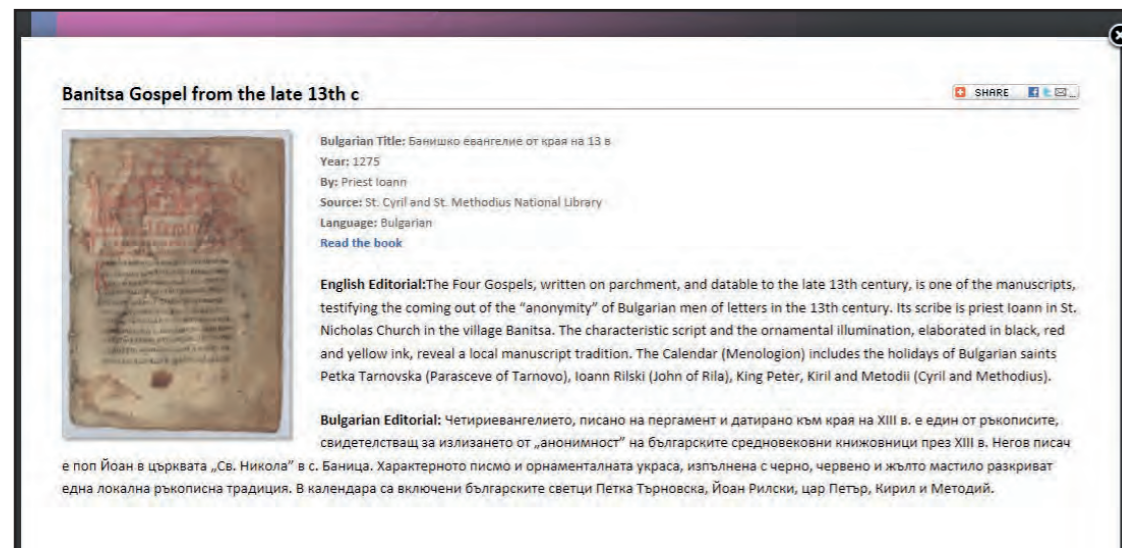 Banitsa Gospel from the late 13th c
SHARE
Bulgarian Title: Банишко евангелие от края на 13 в
Year: 1275
By: Priest Ioann
Source: St. Cyril and St. Methodius National Library
Language: Bulgarian
Read the book
English Editorial:The Four Gospels, written on parchment, and datable to the late 13th century, is one of the manuscripts,
testifying the coming out of the “anonymity” of Bulgarian men of letters in the 13th century. Its scribe is priest Ioann in St.
Nicholas Church in the village Banitsa. The characteristic script and the ornamental illumination, elaborated in black, red
and yellow ink, reveal a local manuscript tradition. The Calendar (Menologion) includes the holidays of Bulgarian saints
Petka Tarnovska (Parasceve of Tarnovo), Ioann Rilski (John of Rila), King Peter, Kiril and Metodii (Cyril and Methodius).
Bulgarian Editorial: Четириевангелието, писано на пергамент и датирано към края на XIII в. е един от ръкописите,
свидетелстващ за излизането от „анонимност” на българските средновековни книжовници през XIII в. Негов писач
е поп Йоан в църквата „Св. Никола” в с. Баница. Характерното писмо и орнаменталната украса, изпълнена с черно, червено и жълто мастило разкриват
една локална ръкописна традиция. В календара са включени българските светци Петка Търновска, Йоан Рилски, цар Петър, Кирил и Методий.